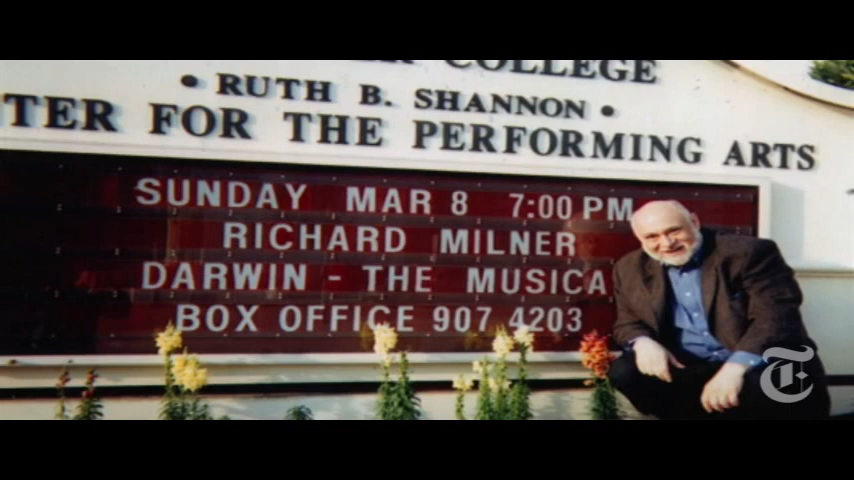 COLLEGE
• RUTH B. SHANNON •
TER FOR THE PERFORMING ARTS
SUNDAY MAR 8 7:00 PM
RICHARD MILNER
DARWIN - THE MUSICA
BOX OFFICE 907 4203
T